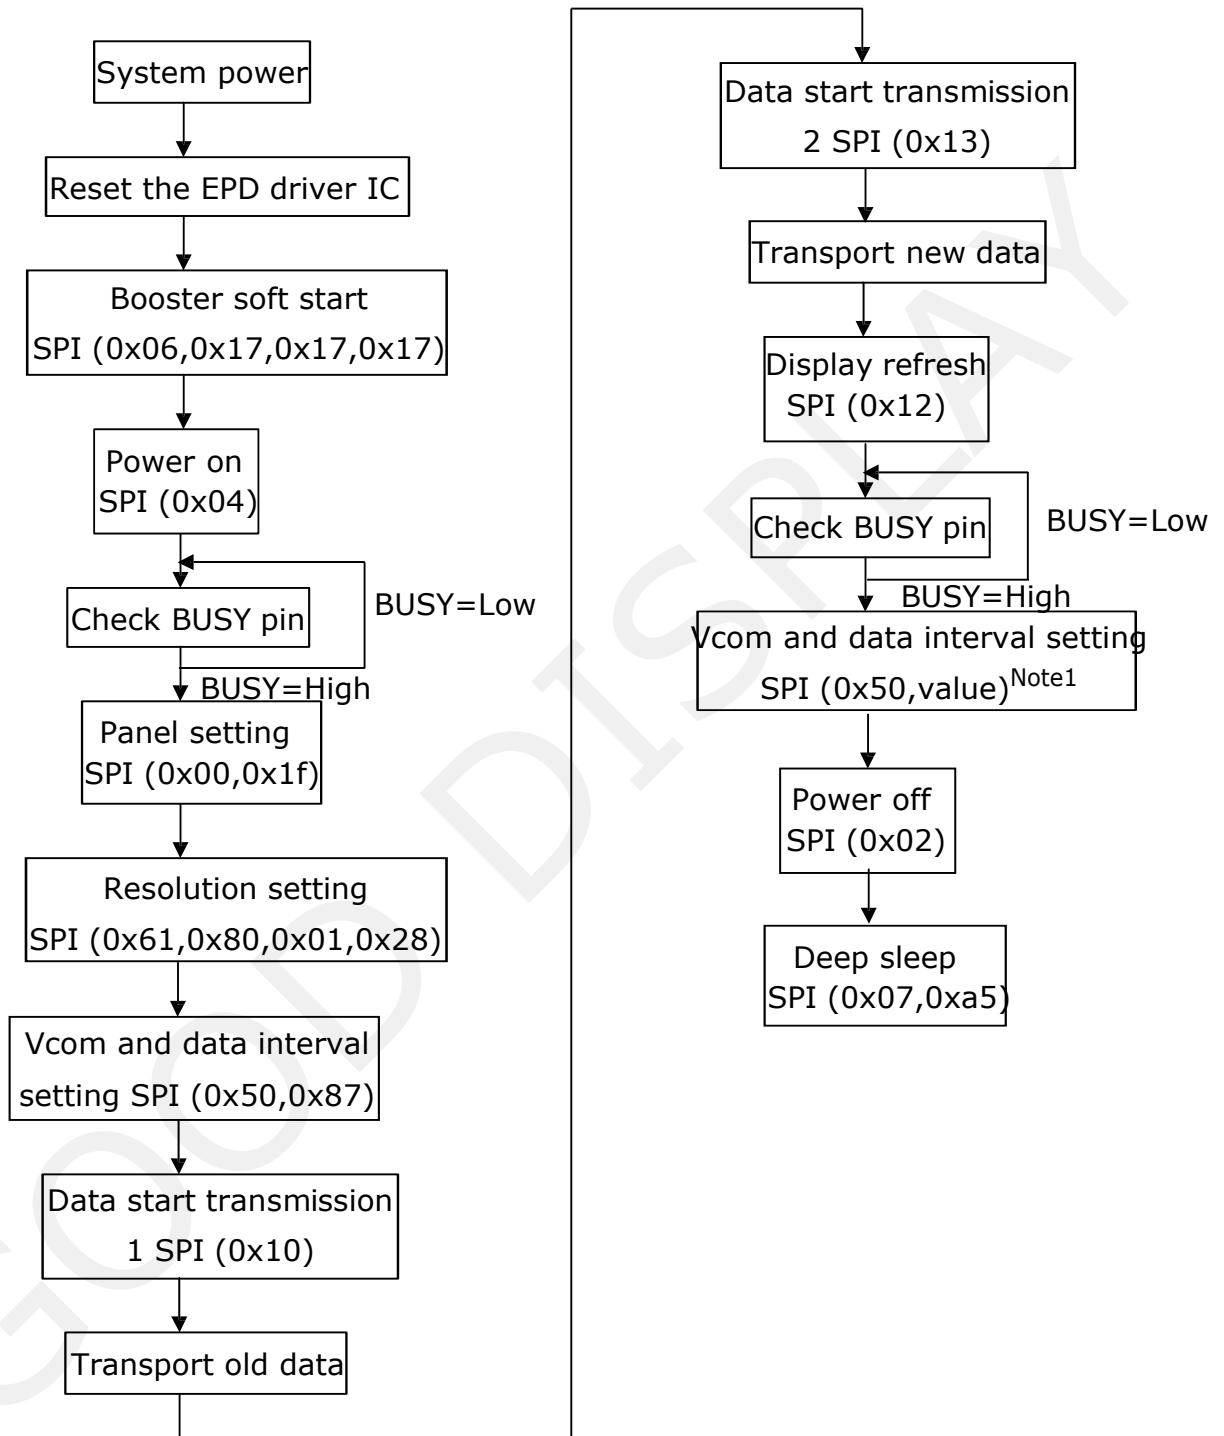 System power
Reset the EPD driver IC
Booster soft start
SPI (0x06,0x17,0x17,0x17)
Power on
SPI (0x04)
Check BUSY pin
BUSY=Low
BUSY=High
Panel setting
SPI (0x00,0x1f)
Resolution setting
SPI (0x61,0x80,0x01,0x28)
Vcom and data interval
setting SPI (0x50,0x87)
Data start transmission
1 SPI (0x10)
Transport old data
Data start transmission
2 SPI (0x13)
Transport new data
Display refresh
SPI (0x12)
Check BUSY pin
BUSY=Low
BUSY=High
Vcom and data interval setting
SPI (0x50,value)Note1
Power off
SPI (0x02)
Deep sleep
SPI (0x07,0xa5)
GOOD DISPLAY